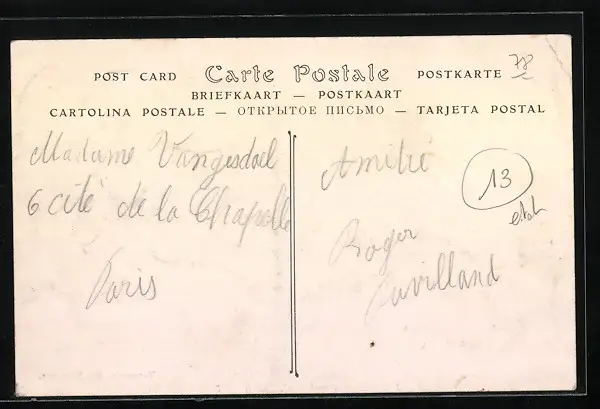 78
POST CARD Carte Postale POSTKARTE
BRIEFKAART — POSTKAART
CARTOLINA POSTALE — ОТКРЫТОЕ ПИСЬМО — TARJETA POSTAL
Madame
6 cité de la Chapelle
Paris
Amitié
13
Roger